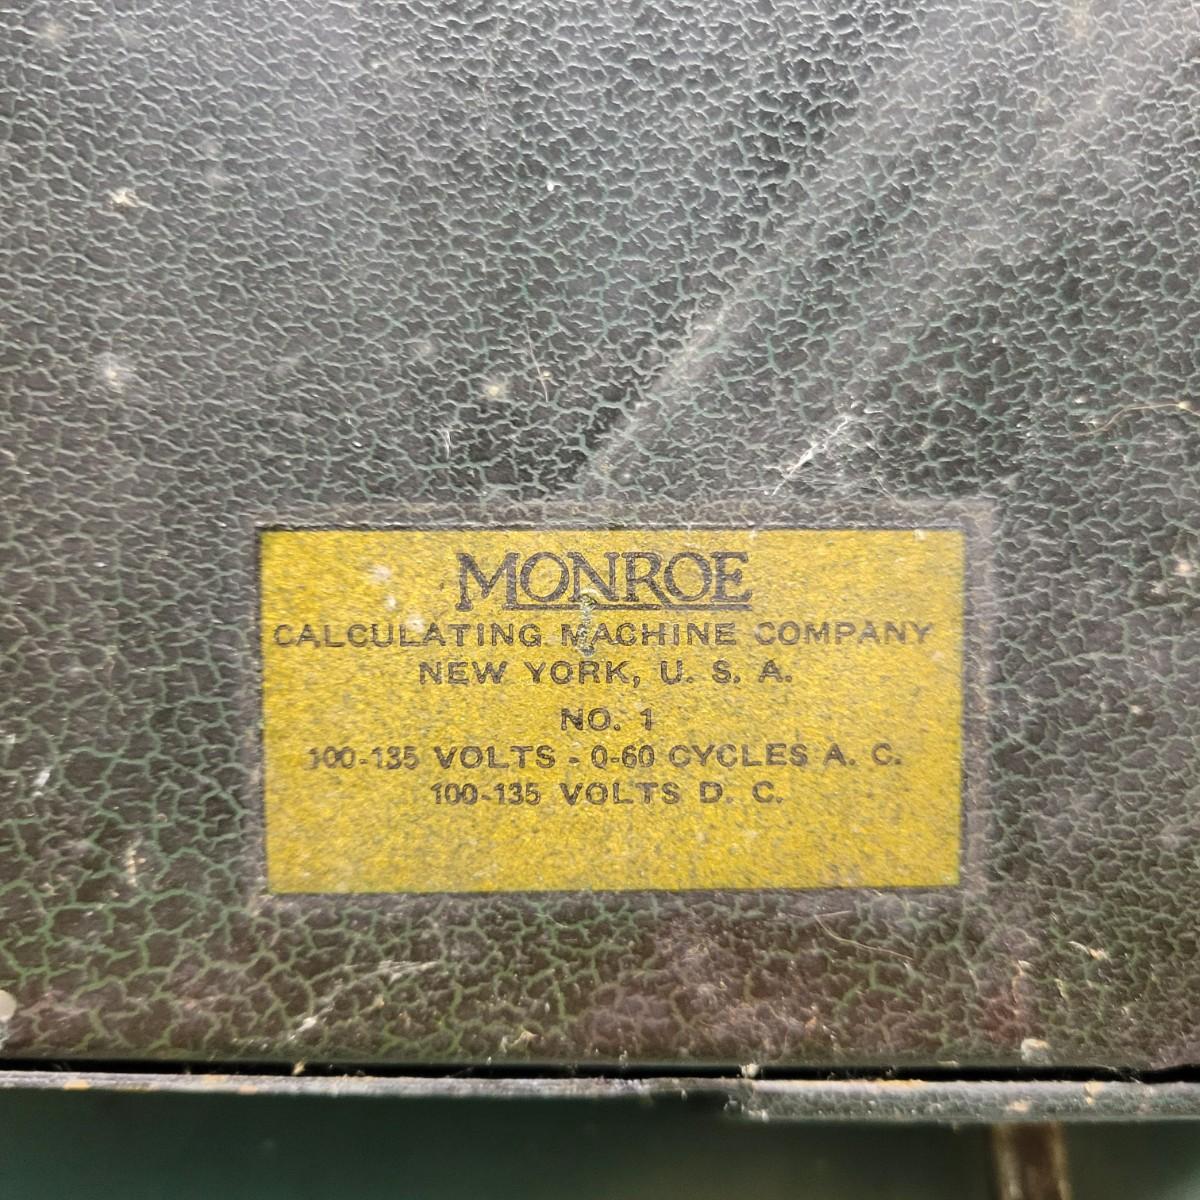 MONROE
CALCULATING MACHINE COMPANY
NEW YORK, U. S. A.
NO. 1
100-135 VOLTS - 0-60 CYCLES A. C.
100-135 VOLTS D. C.